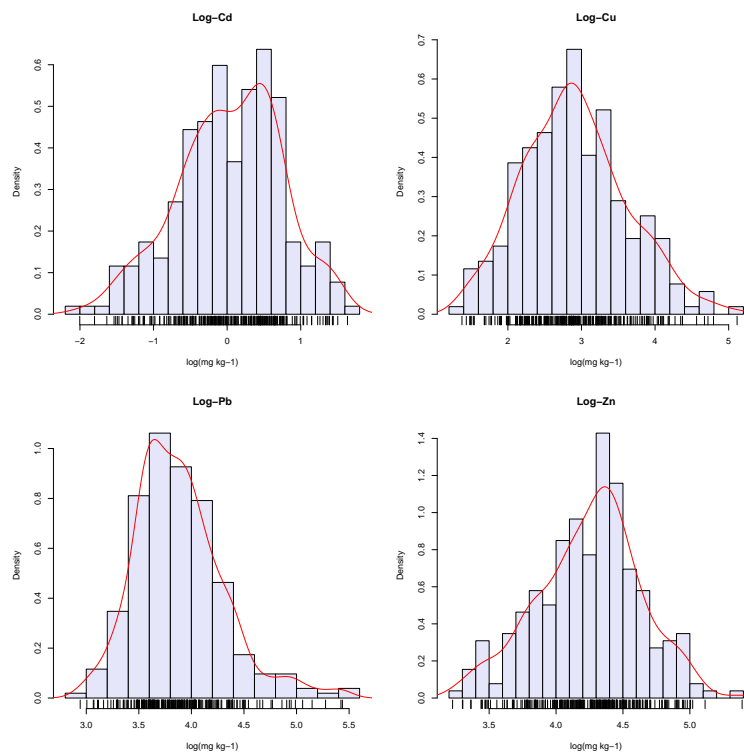 Log−Cd
Density
0.0 0.1 0.2 0.3 0.4 0.5 0.6
−2 −1 0 1
log(mg kg−1)
Log−Cu
Density
0.0 0.1 0.2 0.3 0.4 0.5 0.6 0.7
2 3 4 5
log(mg kg−1)
Log−Pb
Density
0.0 0.2 0.4 0.6 0.8 1.0
3.0 3.5 4.0 4.5 5.0 5.5
log(mg kg−1)
Log−Zn
Density
0.0 0.2 0.4 0.6 0.8 1.0 1.2 1.4
3.5 4.0 4.5 5.0
log(mg kg−1)